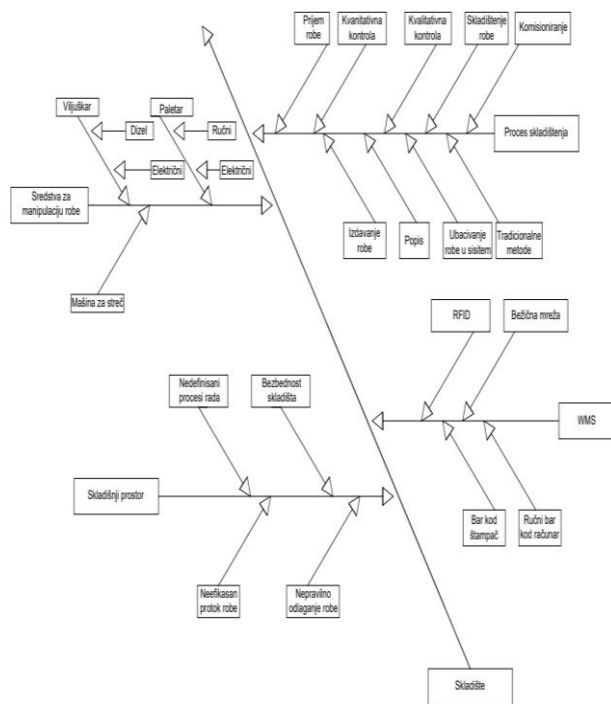 Prijem
robe
Kvanitativna
kontrola
Kvalitativna
kontrola
Skladištenje
robe
Komisioniranje
Viljuškar
Paletar
Dizel
Ručni
Električni
Električni
Proces skladištenja
Sredstva za
manipulaciju robe
Izdavanje
robe
Popis
Ubacivanje
robe u sisitem
Tradicionalne
metode
Mašina za streč
RFID
Bežična mreža
Nedefinisani
procesi rada
Bezbednost
skladišta
WMS
Skladišnji prostor
Bar kod
štampač
Ručni bar
kod računar
Neefikasan
protok robe
Nepravilno
odlaganje robe
Skladište